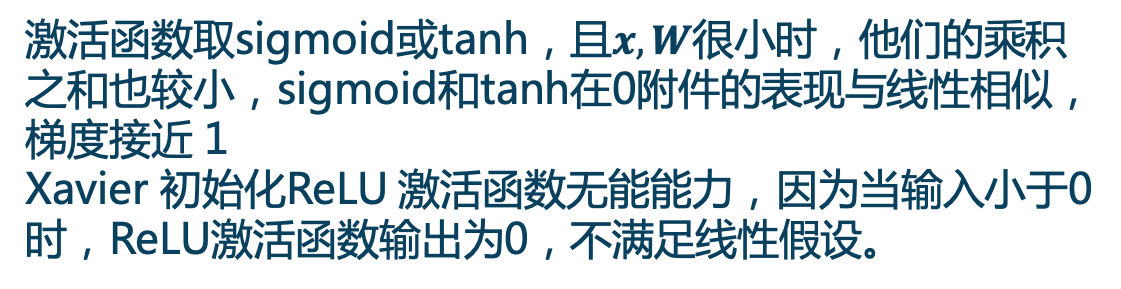 激活函数取sigmoid或tanh，且x,W很小时，他们的乘积
之和也较小，sigmoid和tanh在0附件的表现与线性相似，
梯度接近 1
Xavier 初始化ReLU 激活函数无能能力，因为当输入小于0
时，ReLU激活函数输出为0，不满足线性假设。